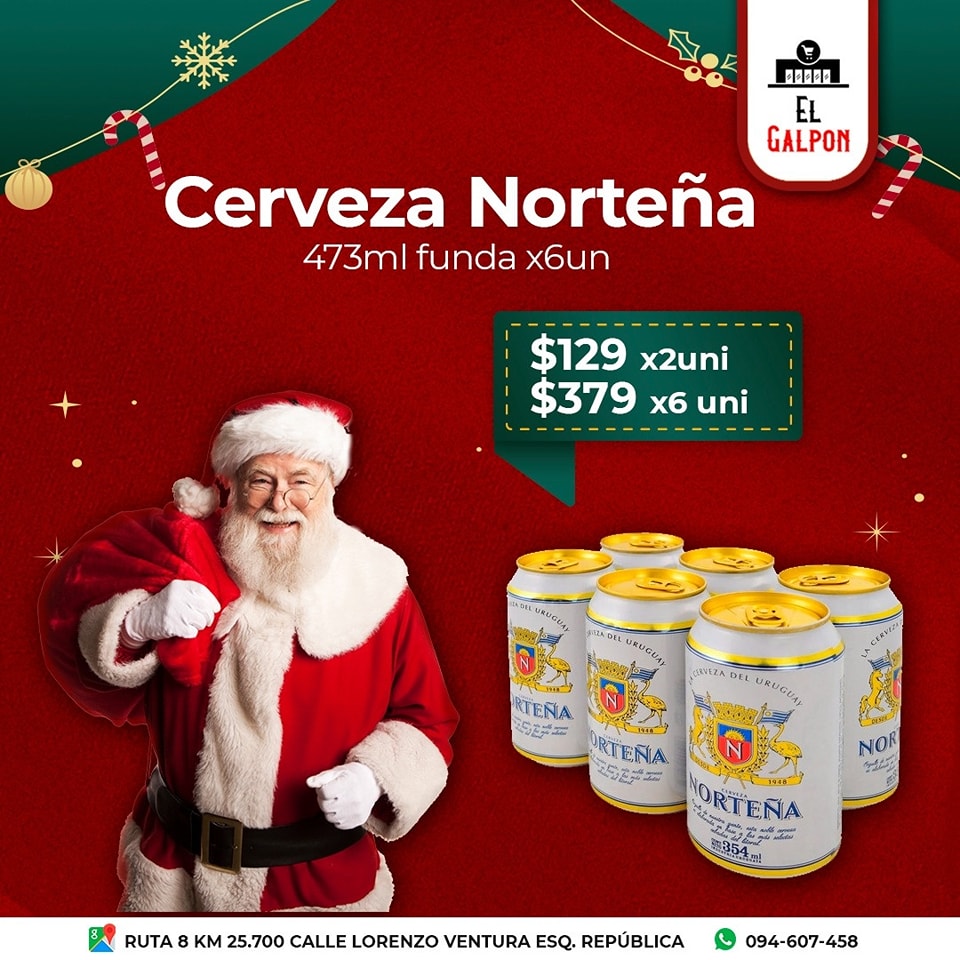 EL
GALPON
Cerveza Norteña
473ml funda x6un
$129 x2uni
$379 x6 uni
LA CERVEZA DEL URUGUAY
DESDE 1948
N
CERVEZA
NORTEÑA
354 ml
RUTA 8 KM 25.700 CALLE LORENZO VENTURA ESQ. REPÚBLICA
094-607-458